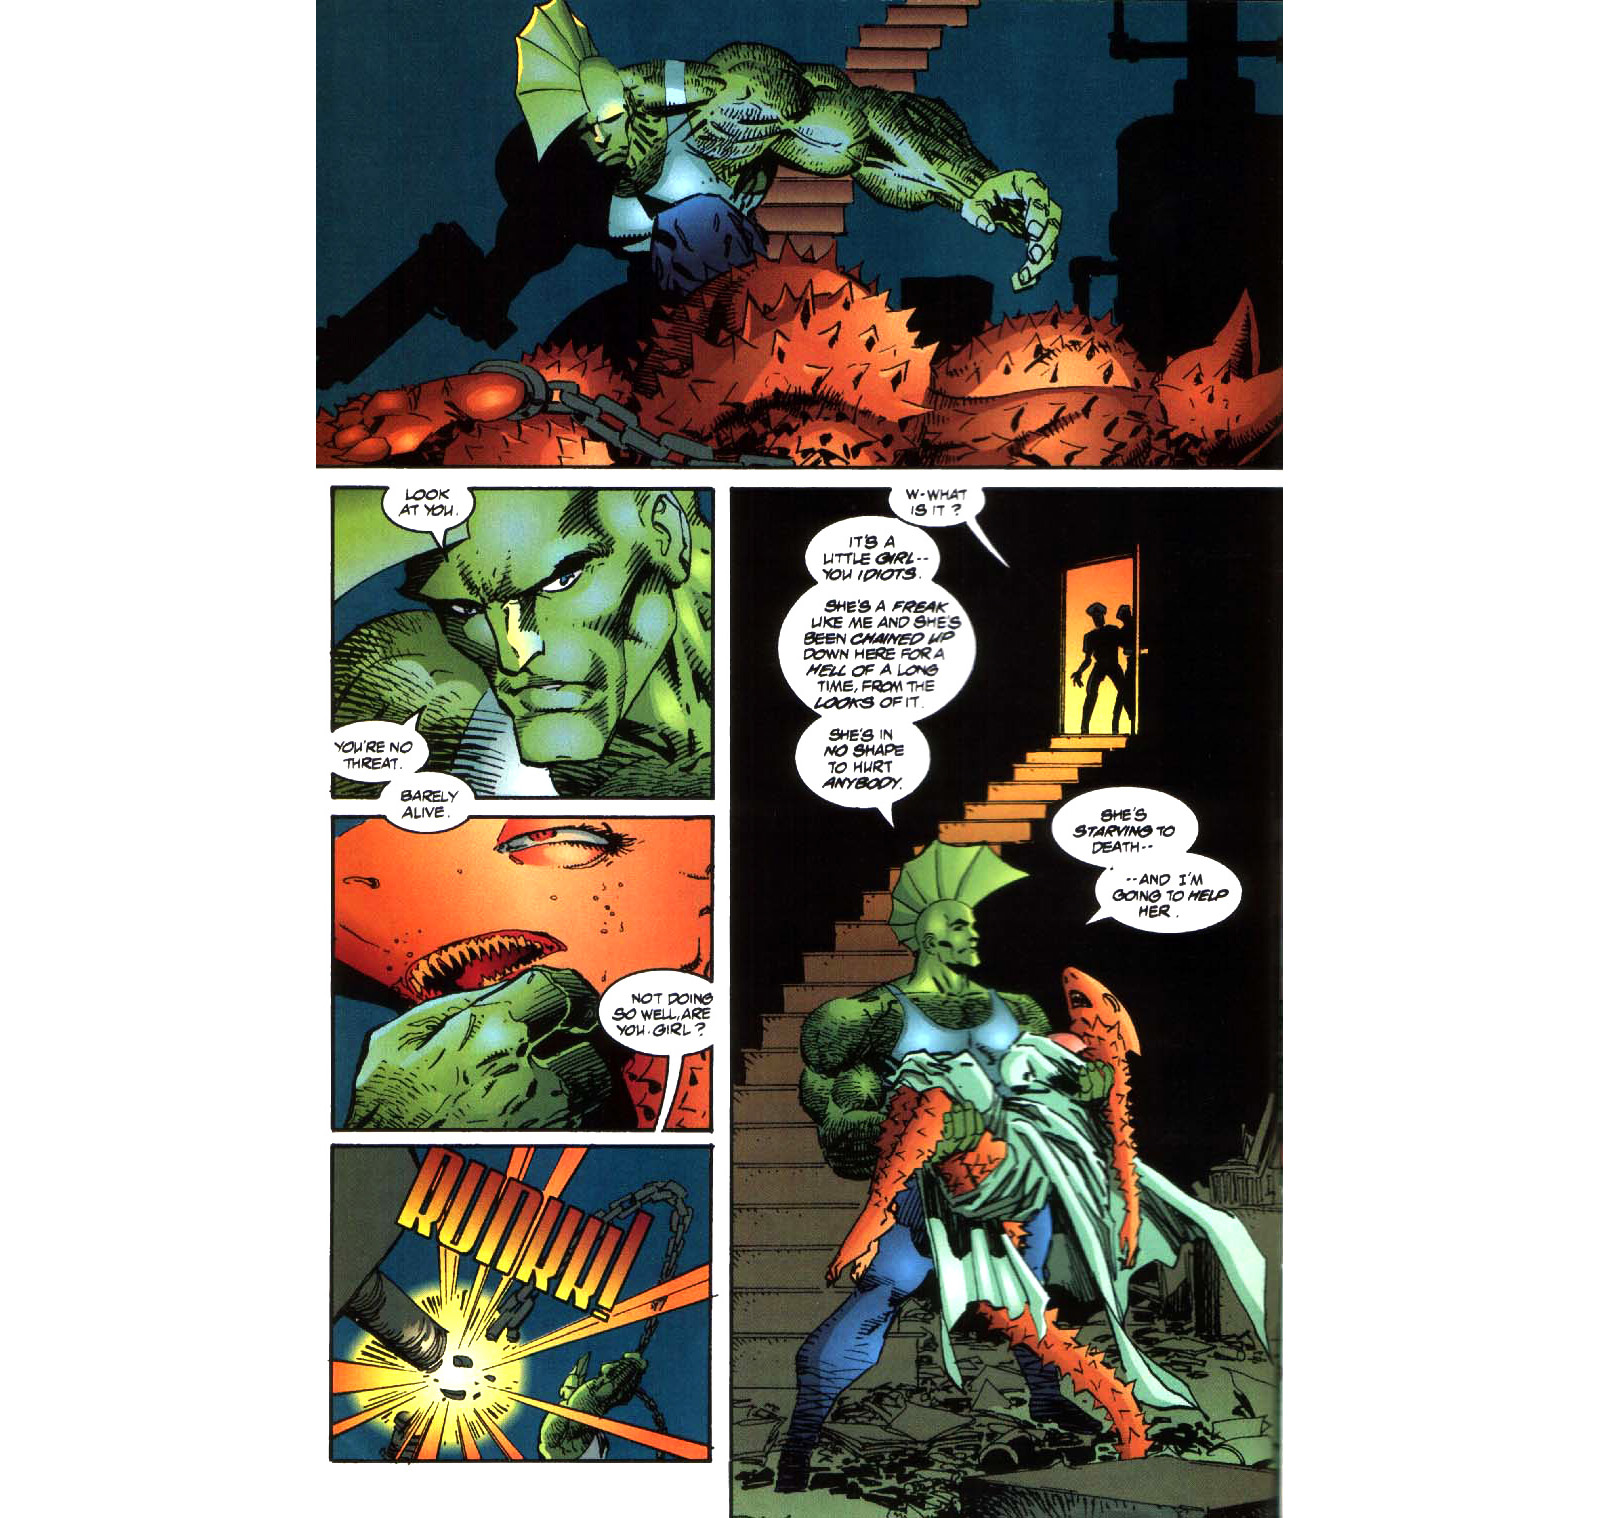 LOOK
AT YOU.
YOU'RE NO
THREAT.
BARELY
ALIVE.
NOT DOING
SO WELL, ARE
YOU, GIRL?
RUNKK!
W-WHAT
IS IT?
IT'S A
LITTLE GIRL--
YOU IDIOTS.
SHE'S A FREAK
LIKE ME AND SHE'S
BEEN CHAINED UP
DOWN HERE FOR A
HELL OF A LONG
TIME, FROM THE
LOOKS OF IT.
SHE'S IN
NO SHAPE
TO HURT
ANYBODY.
SHE'S
STARVING TO
DEATH--
--AND I'M
GOING TO HELP
HER.